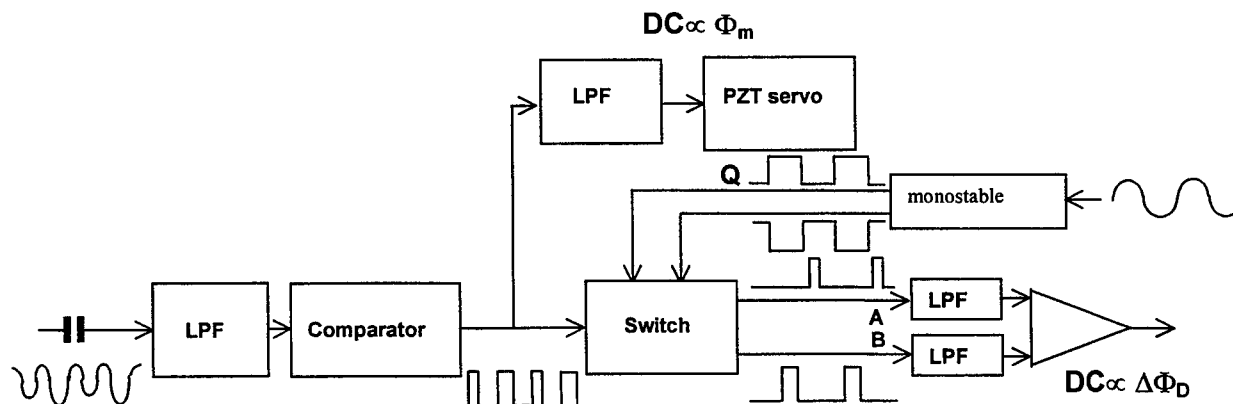 DC∝ Φm
LPF
PZT servo
Q
monostable
LPF
Comparator
Switch
A
LPF
B
LPF
DC∝ ΔΦD